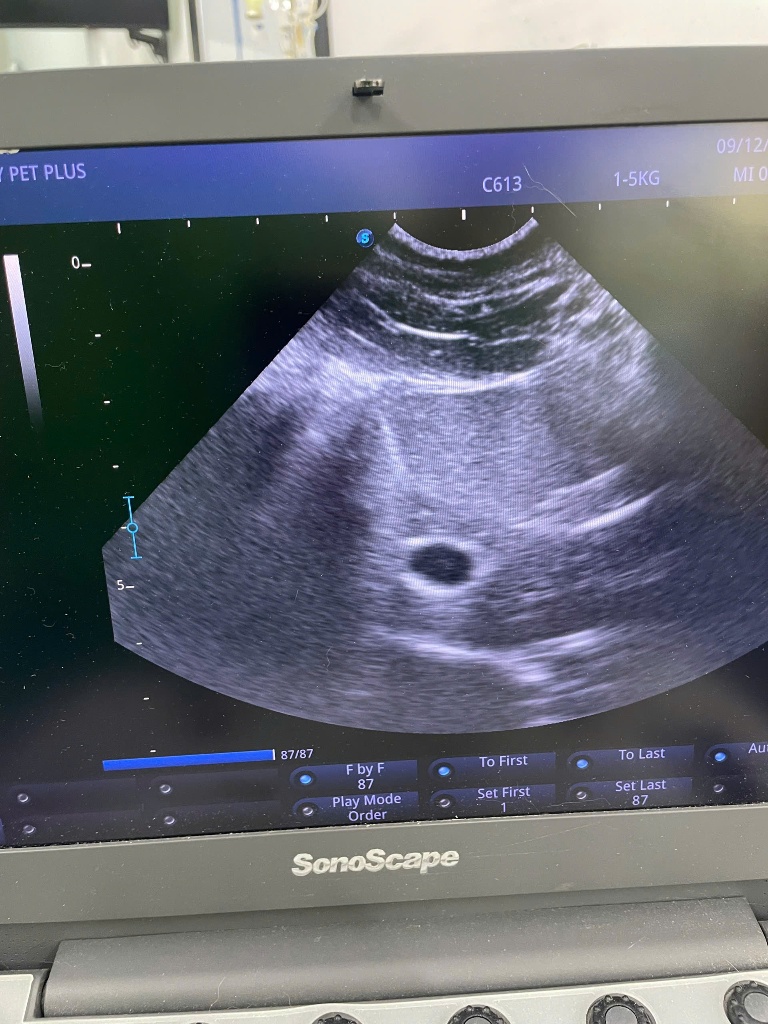 09/12/
Y PET PLUS
C613
1-5KG
MI 0
S
0
5
87/87
F by F
87
To First
To Last
Aut
Play Mode
Order
Set First
1
Set Last
87
SonoScape